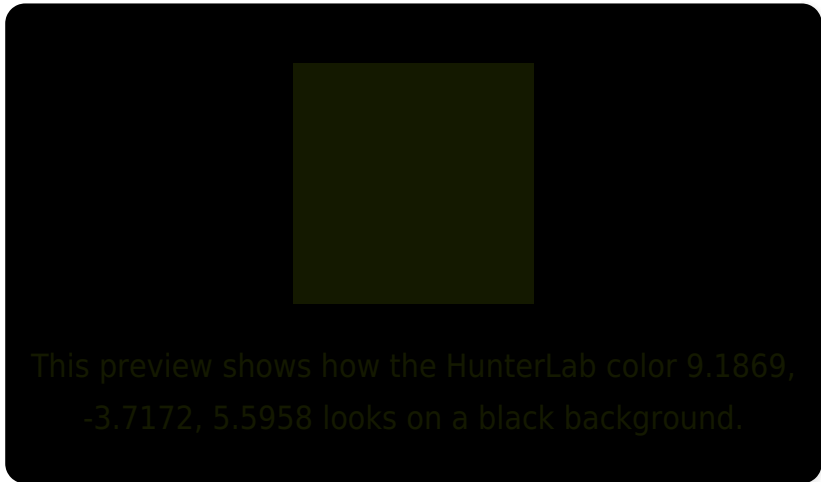 This preview shows how the HunterLab color 9.1869,
-3.7172, 5.5958 looks on a black background.